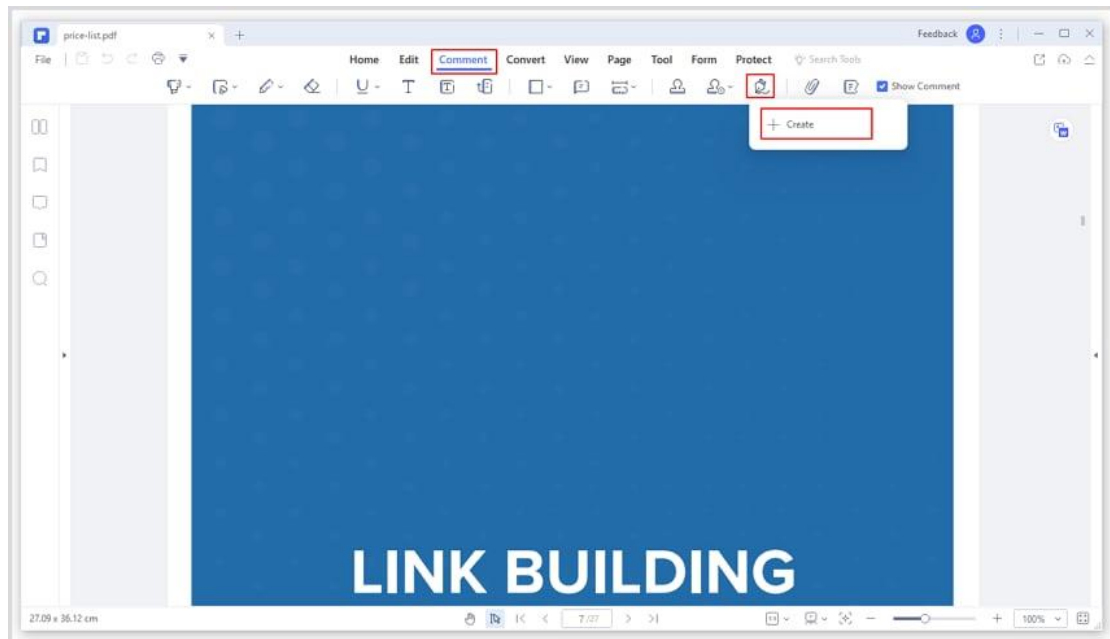 price-list.pdf × + Feedback
File Home Edit Comment Convert View Page Tool Form Protect Search Tools
Show Comment
+ Create
LINK BUILDING
27.09 x 36.12 cm 7 /27 100%